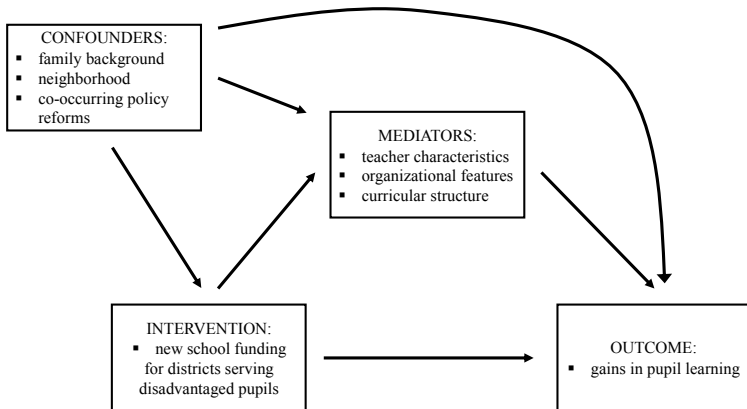 CONFOUNDERS:
▪ family background
▪ neighborhood
▪ co-occurring policy
reforms
MEDIATORS:
▪ teacher characteristics
▪ organizational features
▪ curricular structure
INTERVENTION:
▪ new school funding
for districts serving
disadvantaged pupils
OUTCOME:
▪ gains in pupil learning